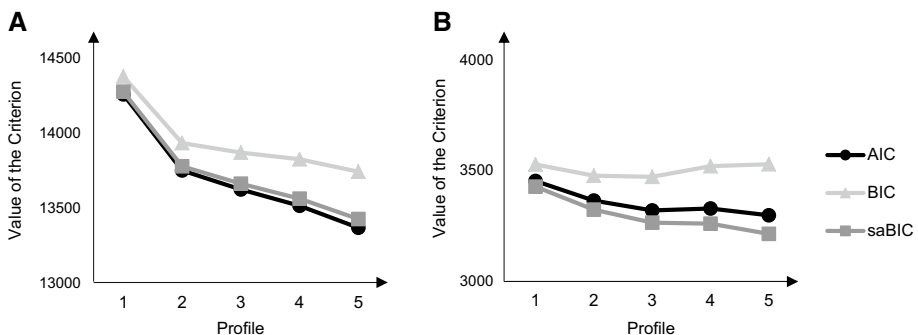 A
Value of the Criterion
14500
14000
13500
13000
1 2 3 4 5
Profile
B
Value of the Criterion
4000
3500
3000
1 2 3 4 5
Profile
AIC
BIC
saBIC